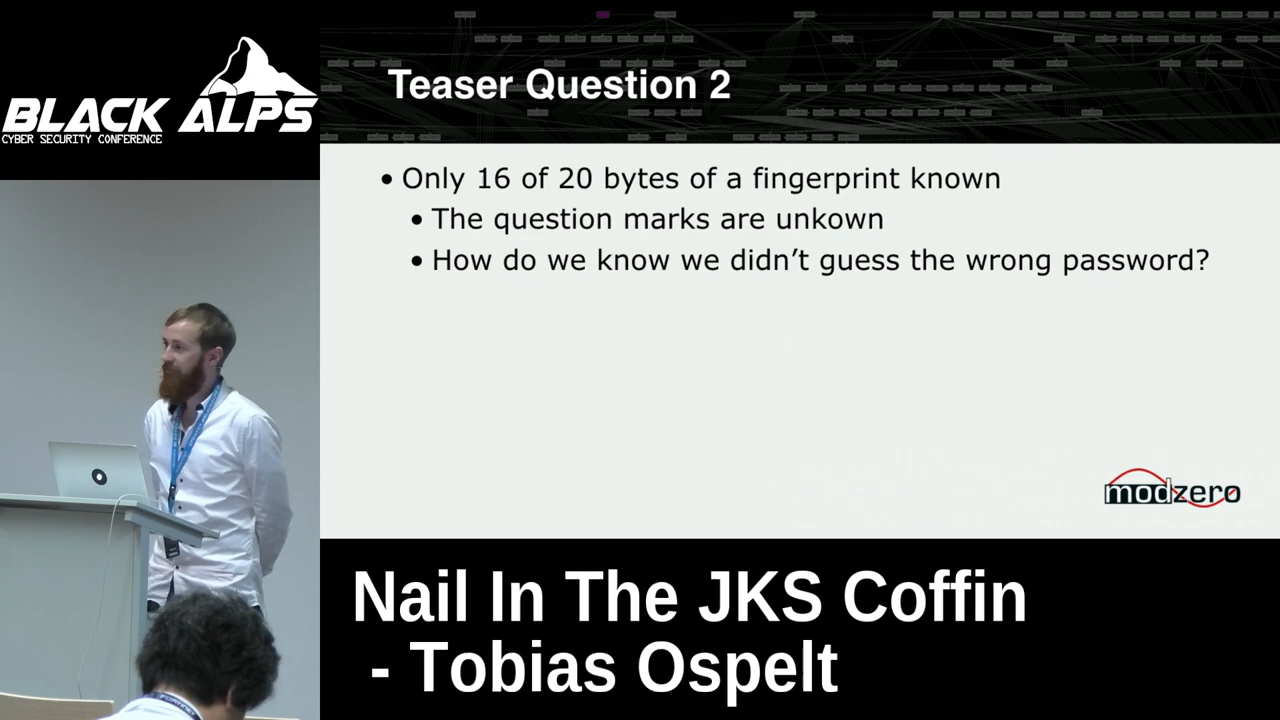 BLACK ALPS
CYBER SECURITY CONFERENCE
Teaser Question 2
• Only 16 of 20 bytes of a fingerprint known
• The question marks are unkown
• How do we know we didn’t guess the wrong password?
modzero
Nail In The JKS Coffin
- Tobias Ospelt